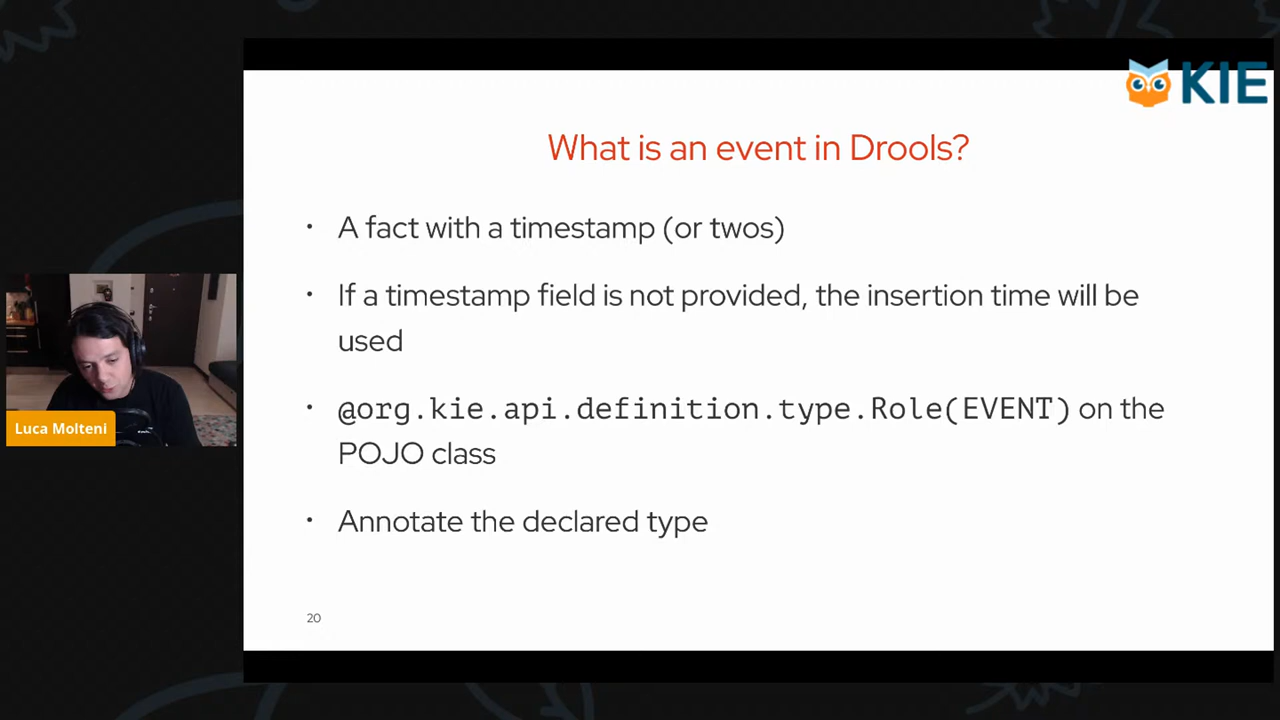 KIE
What is an event in Drools?
• A fact with a timestamp (or twos)
• If a timestamp field is not provided, the insertion time will be
used
• @org.kie.api.definition.type.Role(EVENT) on the
POJO class
• Annotate the declared type
Luca Molteni
20